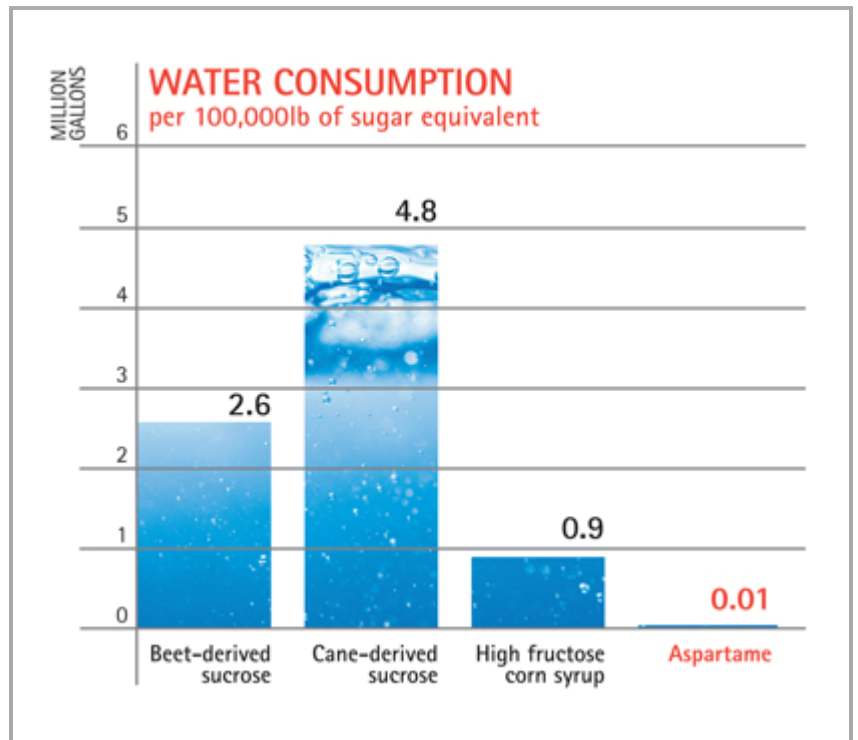 MILLION
GALLONS
WATER CONSUMPTION
per 100,000lb of sugar equivalent
6
5
4
3
2
1
0
2.6
4.8
0.9
0.01
Beet-derived
sucrose
Cane-derived
sucrose
High fructose
corn syrup
Aspartame